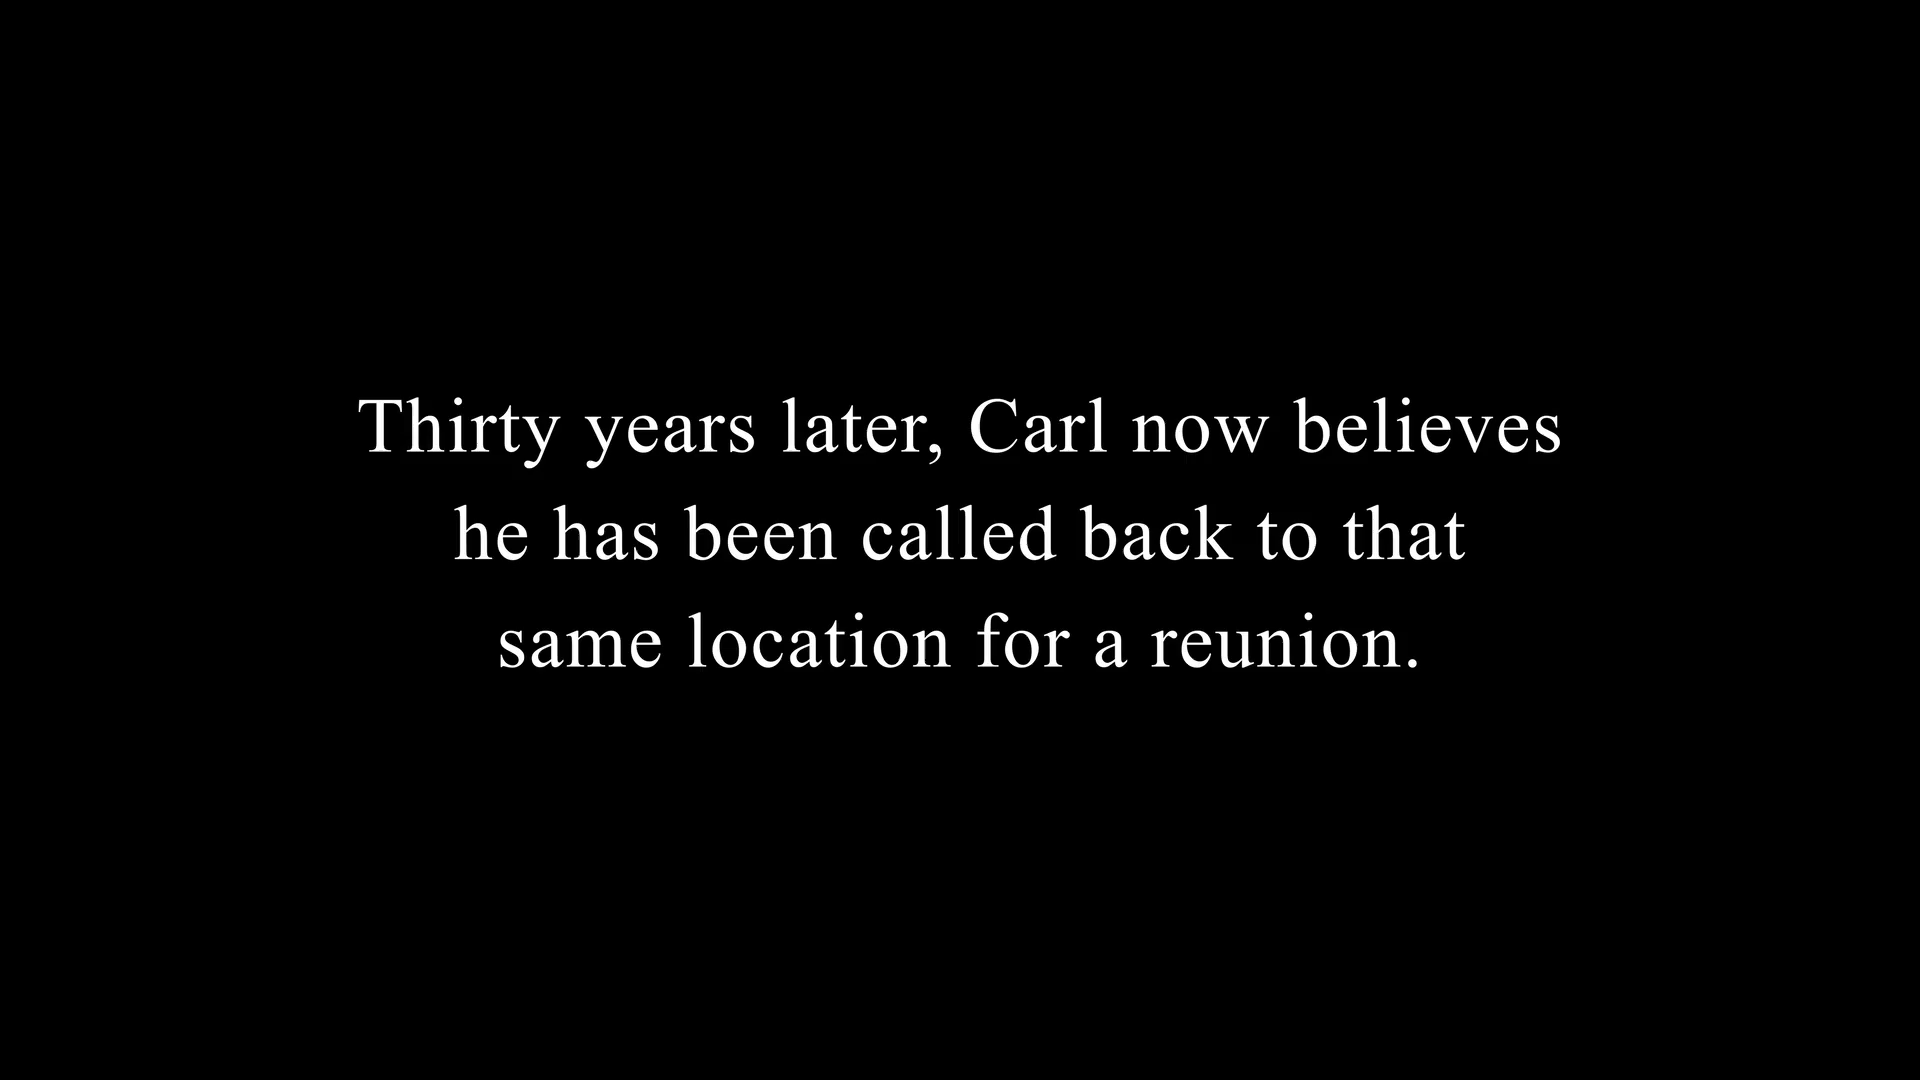 Thirty years later, Carl now believes
he has been called back to that
same location for a reunion.